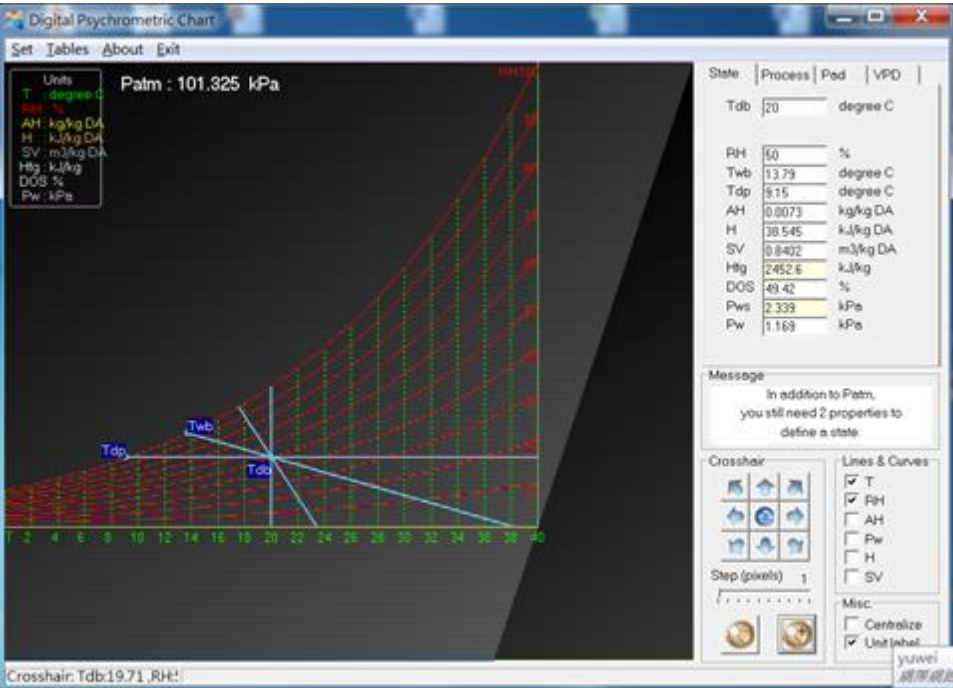 Digital Psychrometric Chart
Set Tables About Exit
Units
T : degree C
RH : %
AH : kg/kg DA
H : kJ/kg DA
SV : m3/kg DA
Hfg : kJ/kg
DOS %
Pw : kPa
Patm : 101.325 kPa
Twb
Tdp
Tdb
T 2 4 6 8 10 12 14 16 18 20 22 24 26 28 30 32 34 36 38 40
State Process Pad VPD
Tdb 20 degree C
RH 50 %
Twb 13.79 degree C
Tdp 9.15 degree C
AH 0.0073 kg/kg DA
H 38.545 kJ/kg DA
SV 0.8402 m3/kg DA
Hfg 2452.6 kJ/kg
DOS 49.42 %
Pws 2.339 kPa
Pw 1.169 kPa
Message
In addition to Patm,
you still need 2 properties to
define a state.
Crosshair
Step (pixels) 1
Lines & Curves
T
RH
AH
Pw
H
SV
Misc.
Centralize
Unit label
yuwei
Crosshair: Tdb:19.71 ,RH: